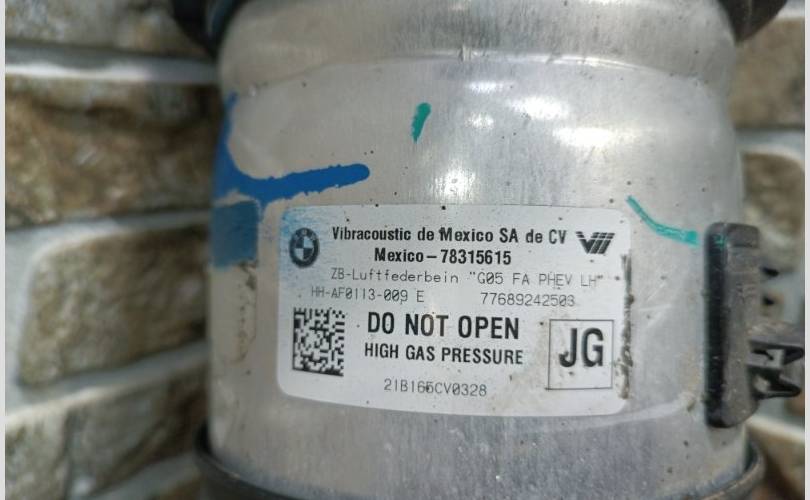 Vibracoustic de Mexico SA de CV
Mexico-78315615
ZB-Luftfederbein "G05 FA PHEV LH"
HH-AF0113-009 E 77689242503
DO NOT OPEN
HIGH GAS PRESSURE
JG
21B165CV0328